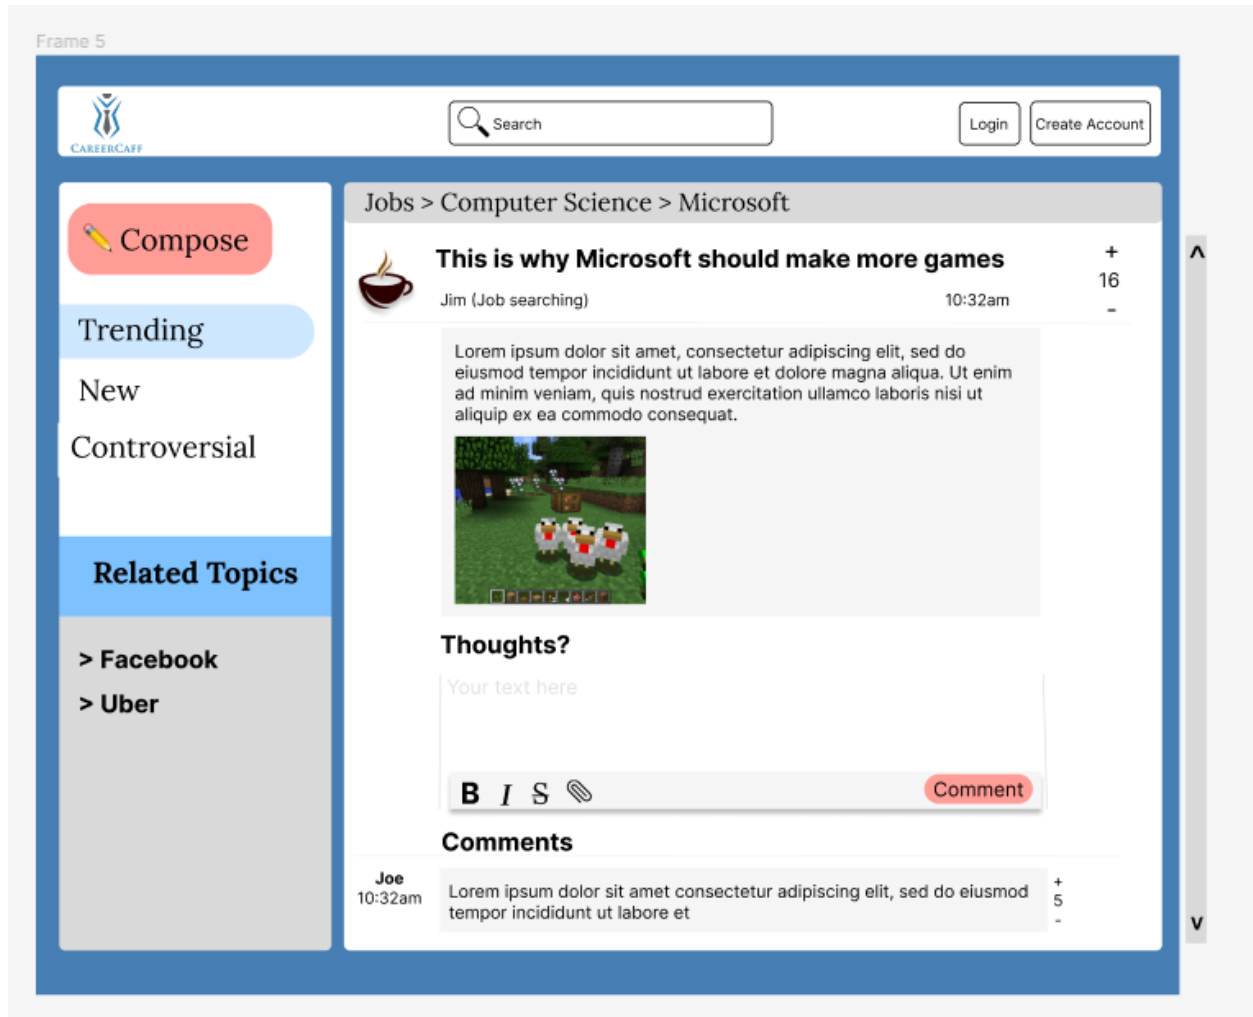 Frame 5
CAREERCAFF
Search
Login
Create Account
Compose
Trending
New
Controversial
Related Topics
> Facebook
> Uber
Jobs > Computer Science > Microsoft
This is why Microsoft should make more games
Jim (Job searching)
10:32am
+
16
-
Lorem ipsum dolor sit amet, consectetur adipiscing elit, sed do
eiusmod tempor incididunt ut labore et dolore magna aliqua. Ut enim
ad minim veniam, quis nostrud exercitation ullamco laboris nisi ut
aliquip ex ea commodo consequat.
Thoughts?
Your text here
B I S
Comment
Comments
Joe
10:32am
Lorem ipsum dolor sit amet consectetur adipiscing elit, sed do eiusmod
tempor incididunt ut labore et
+
5
-
^
v